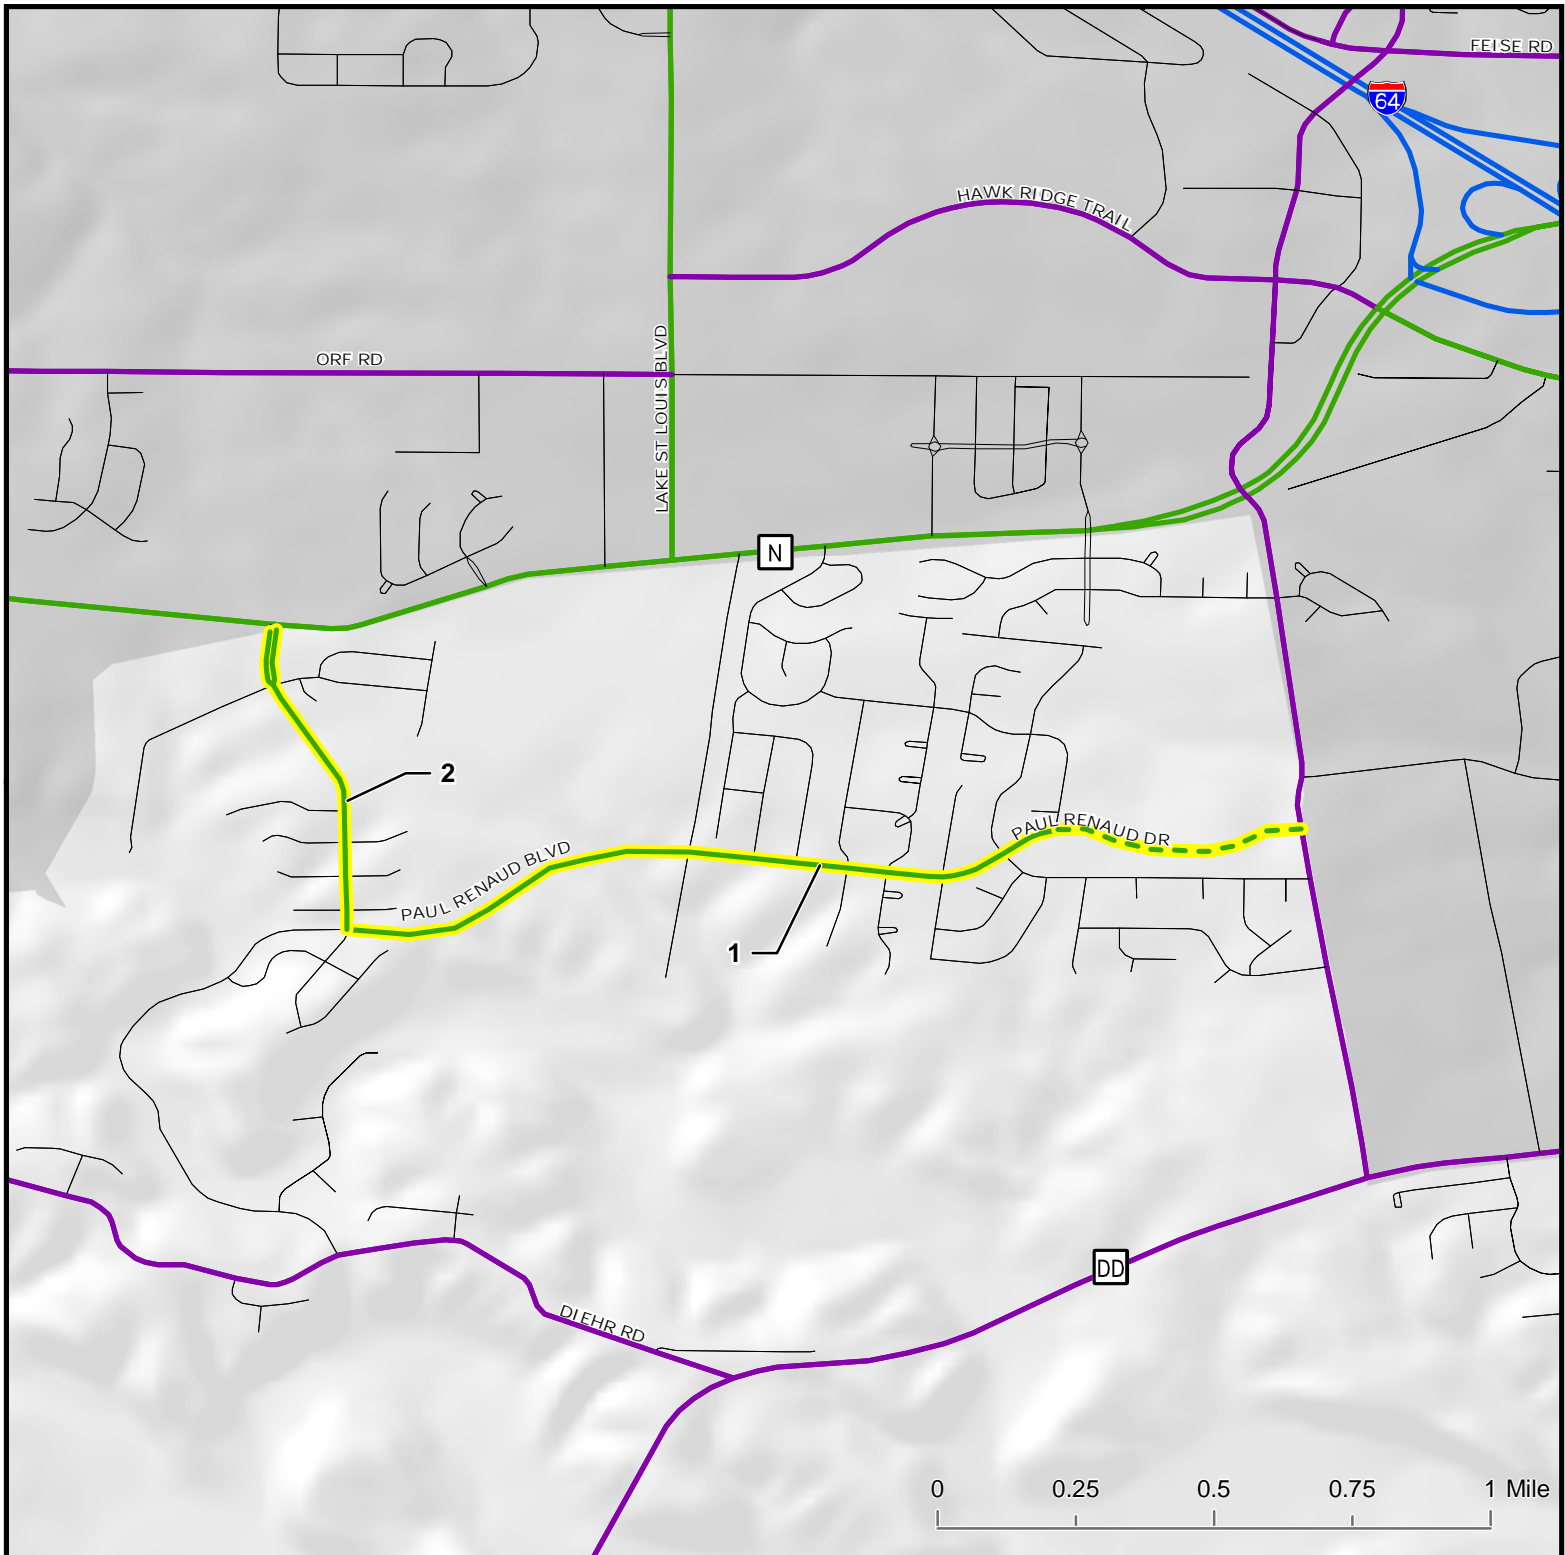 FEISE RD
64
HAWK RIDGE TRAIL
ORF RD
LAKE ST LOUIS BLVD
N
2
PAUL RENAUD DR
PAUL RENAUD BLVD
1
DD
DIEHR RD
0 0.25 0.5 0.75 1 Mile